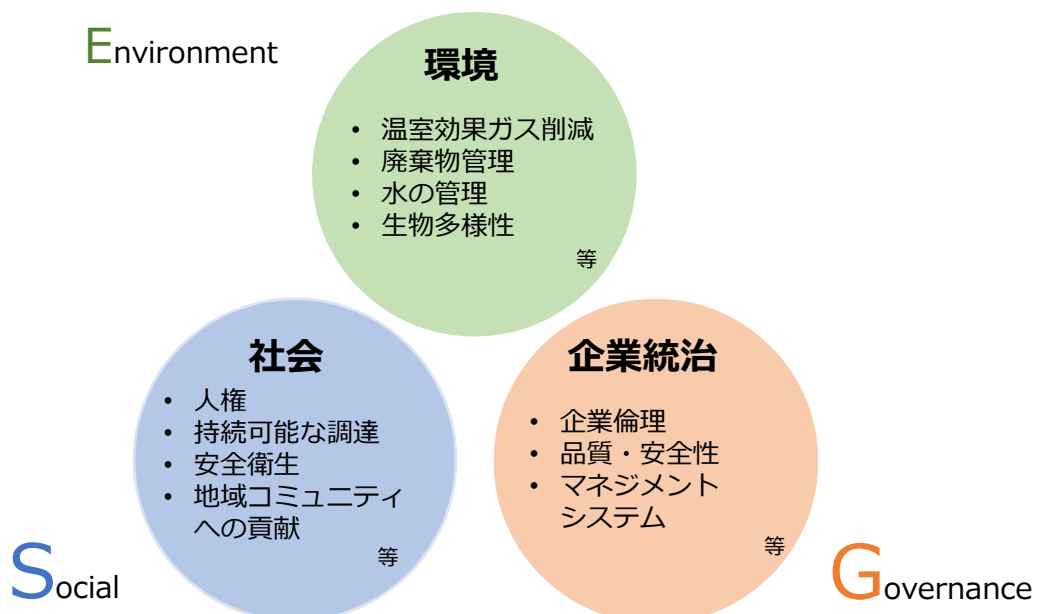 Environment
環境
• 温室効果ガス削減
• 廃棄物管理
• 水の管理
• 生物多様性
等
社会
• 人権
• 持続可能な調達
• 安全衛生
• 地域コミュニティ
への貢献
等
Social
企業統治
• 企業倫理
• 品質・安全性
• マネジメント
システム
等
Governance